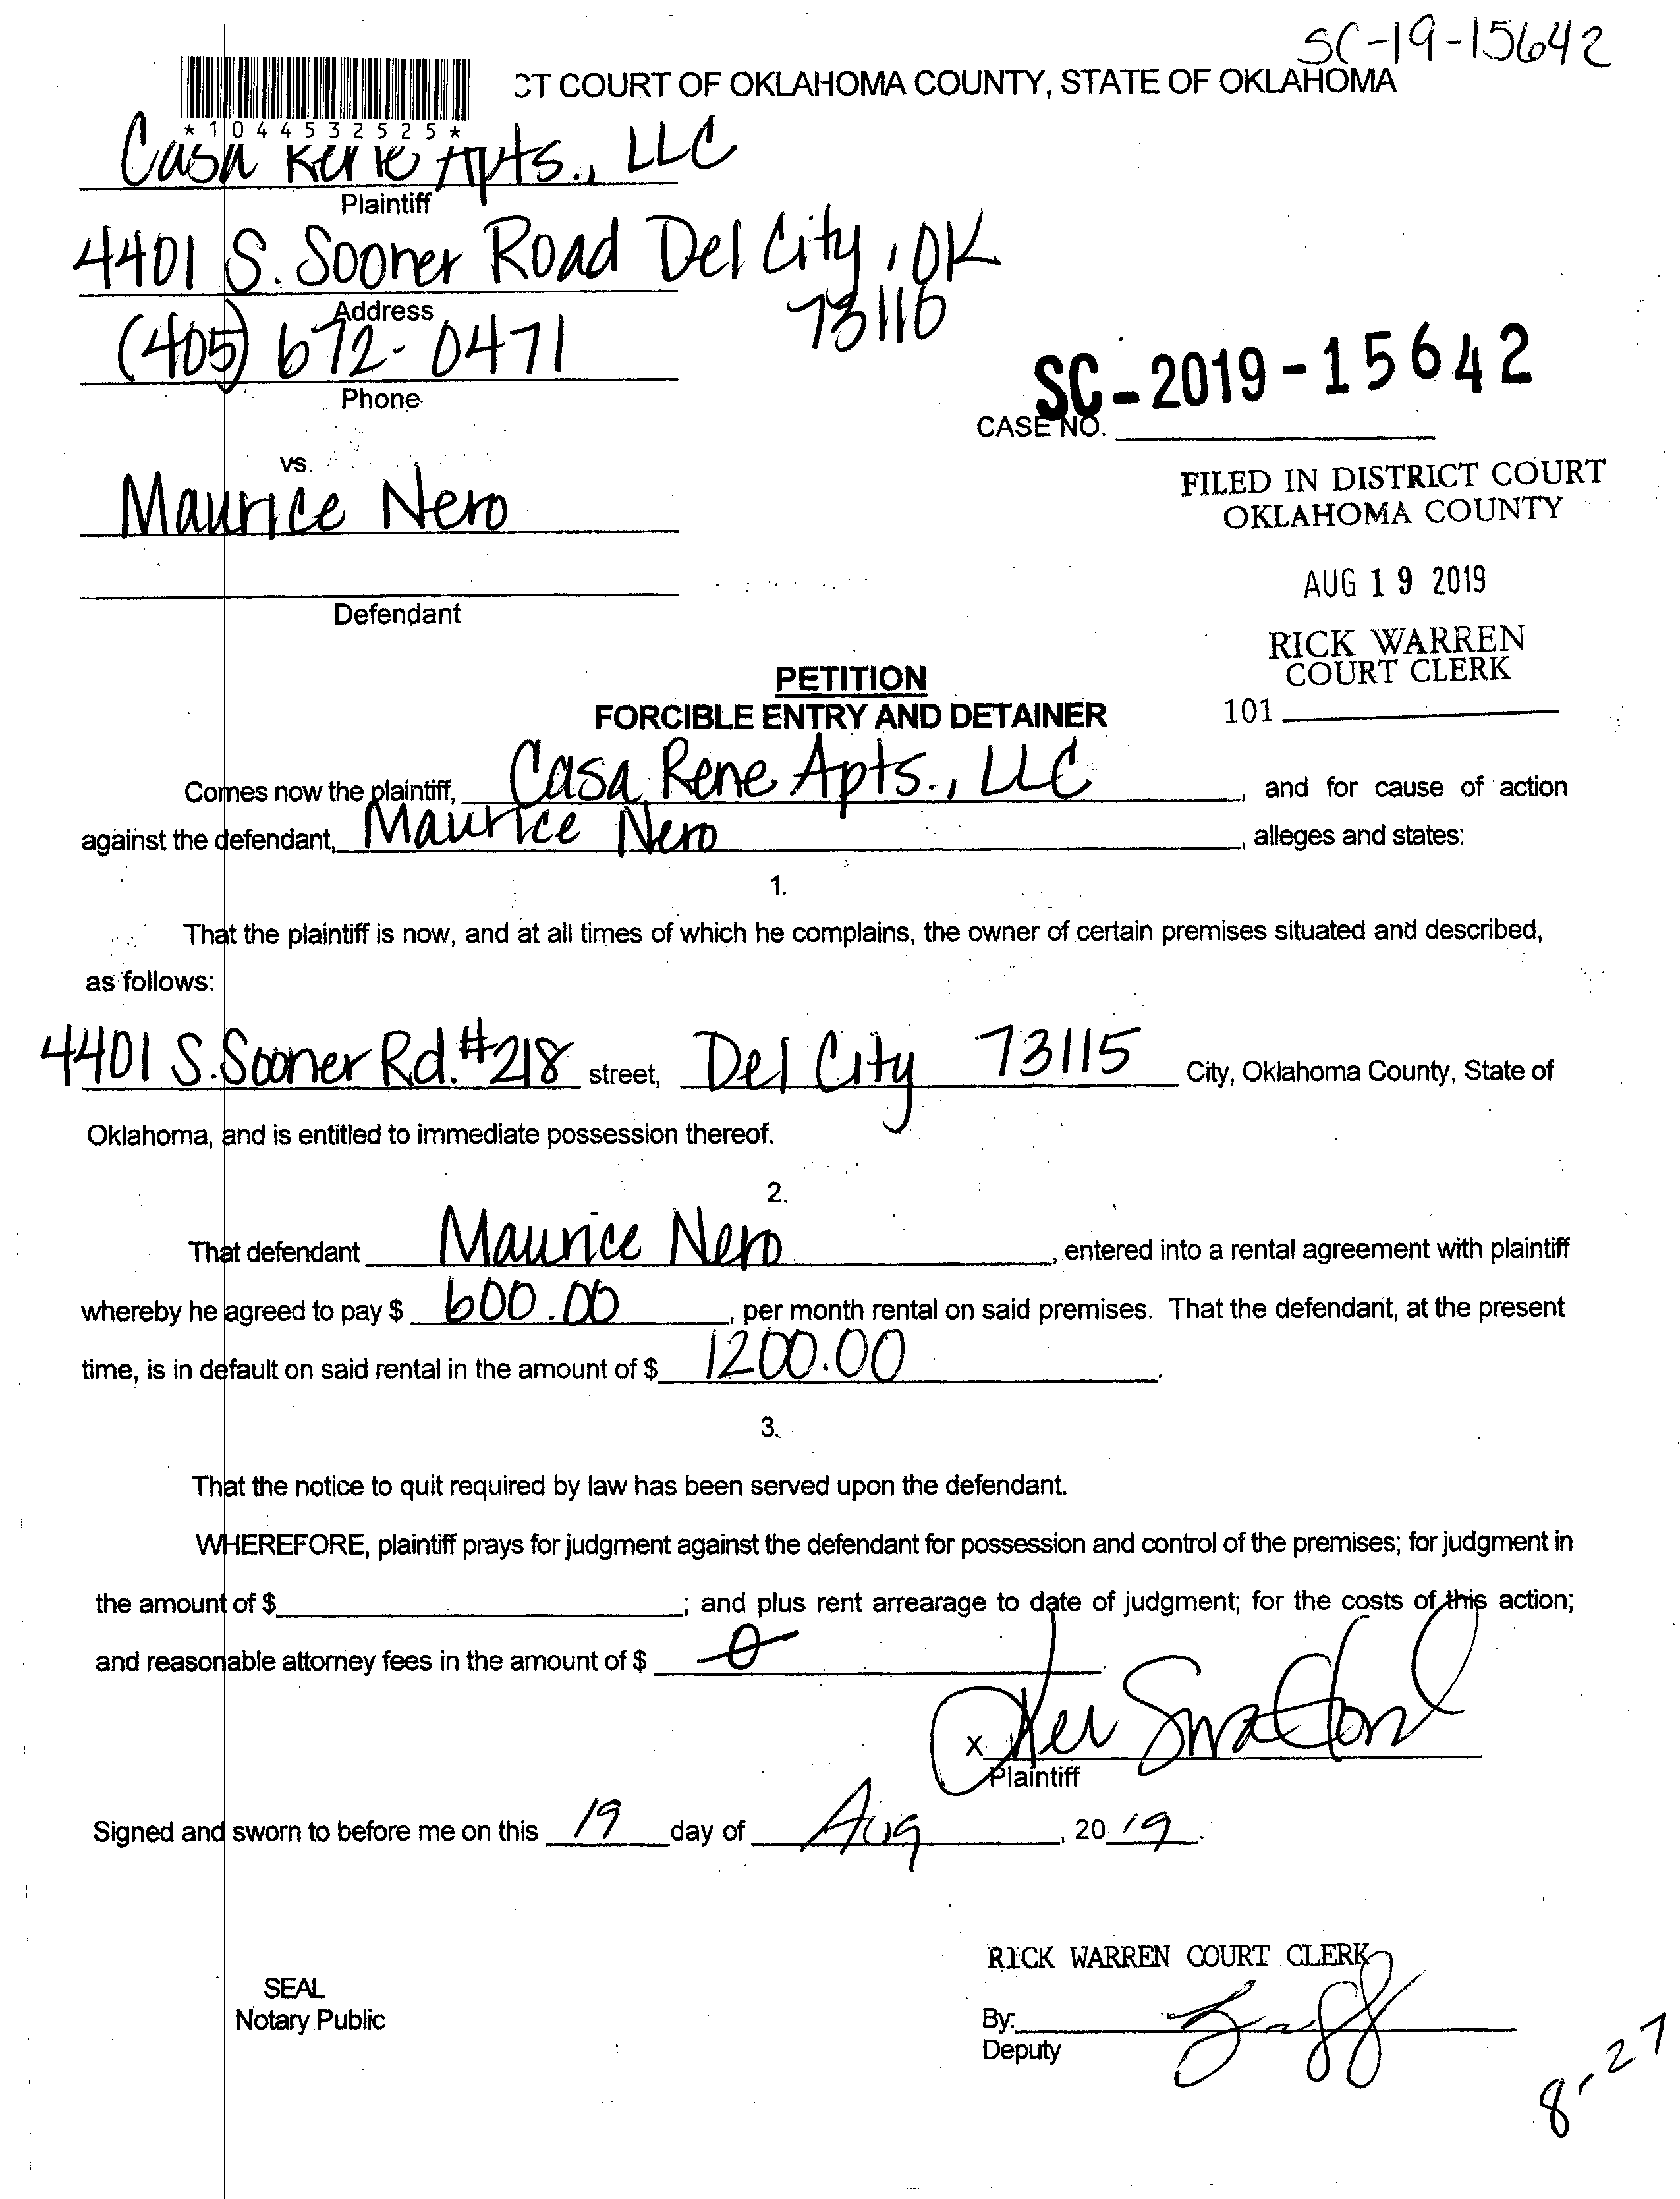 SC-19-15642
CT COURT OF OKLAHOMA COUNTY, STATE OF OKLAHOMA
*1044532525*
Casa Rene Apts., LLC
Plaintiff
4401 S. Sooner Road Del City, OK
73115
Address
(405) 672-0471
Phone
SC-2019-15642
CASE NO.
vs.
Maurice Nero
FILED IN DISTRICT COURT
OKLAHOMA COUNTY
AUG 19 2019
Defendant
RICK WARREN
COURT CLERK
101
PETITION
FORCIBLE ENTRY AND DETAINER
Comes now the plaintiff, Casa Rene Apts., LLC, and for cause of action
against the defendant, Maurice Nero, alleges and states:
1.
That the plaintiff is now, and at all times of which he complains, the owner of certain premises situated and described,
as follows:
4401 S. Sooner Rd. #218 street, Del City 73115 City, Oklahoma County, State of
Oklahoma, and is entitled to immediate possession thereof.
2.
That defendant Maurice Nero, entered into a rental agreement with plaintiff
whereby he agreed to pay $ 600.00, per month rental on said premises. That the defendant, at the present
time, is in default on said rental in the amount of $ 1200.00.
3.
That the notice to quit required by law has been served upon the defendant.
WHEREFORE, plaintiff prays for judgment against the defendant for possession and control of the premises; for judgment in
the amount of $; and plus rent arrearage to date of judgment; for the costs of this action;
and reasonable attorney fees in the amount of $ 0.
X
Plaintiff
Signed and sworn to before me on this 19 day of Aug, 20 19.
RICK WARREN COURT CLERK
SEAL
Notary Public
By:
Deputy
8-27